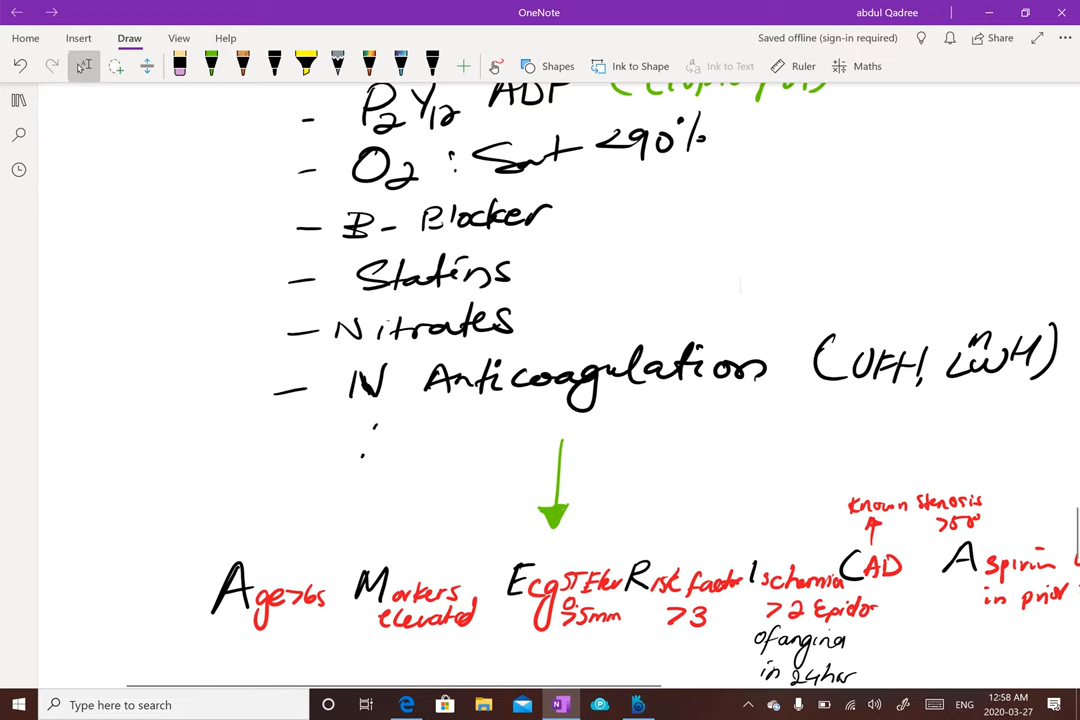 OneNote
abdul Qadree
Home Insert Draw View Help
Saved offline (sign-in required)
Share
Shapes Ink to Shape Ink to Text Ruler Maths
- P2Y12 ADP
- O2 : Sat <90%
- B- Blocker
- Statins
- Nitrates
- IV Anticoagulation (UFH, LMWH)
Known Stenosis
Age>65 Markers elevated Ecg ST Elev 0.5mm Risk factor >3 Ischemia >2 Epidor of angina in 24hr CAD Aspirin in prior
Type here to search
ENG
12:58 AM
2020-03-27